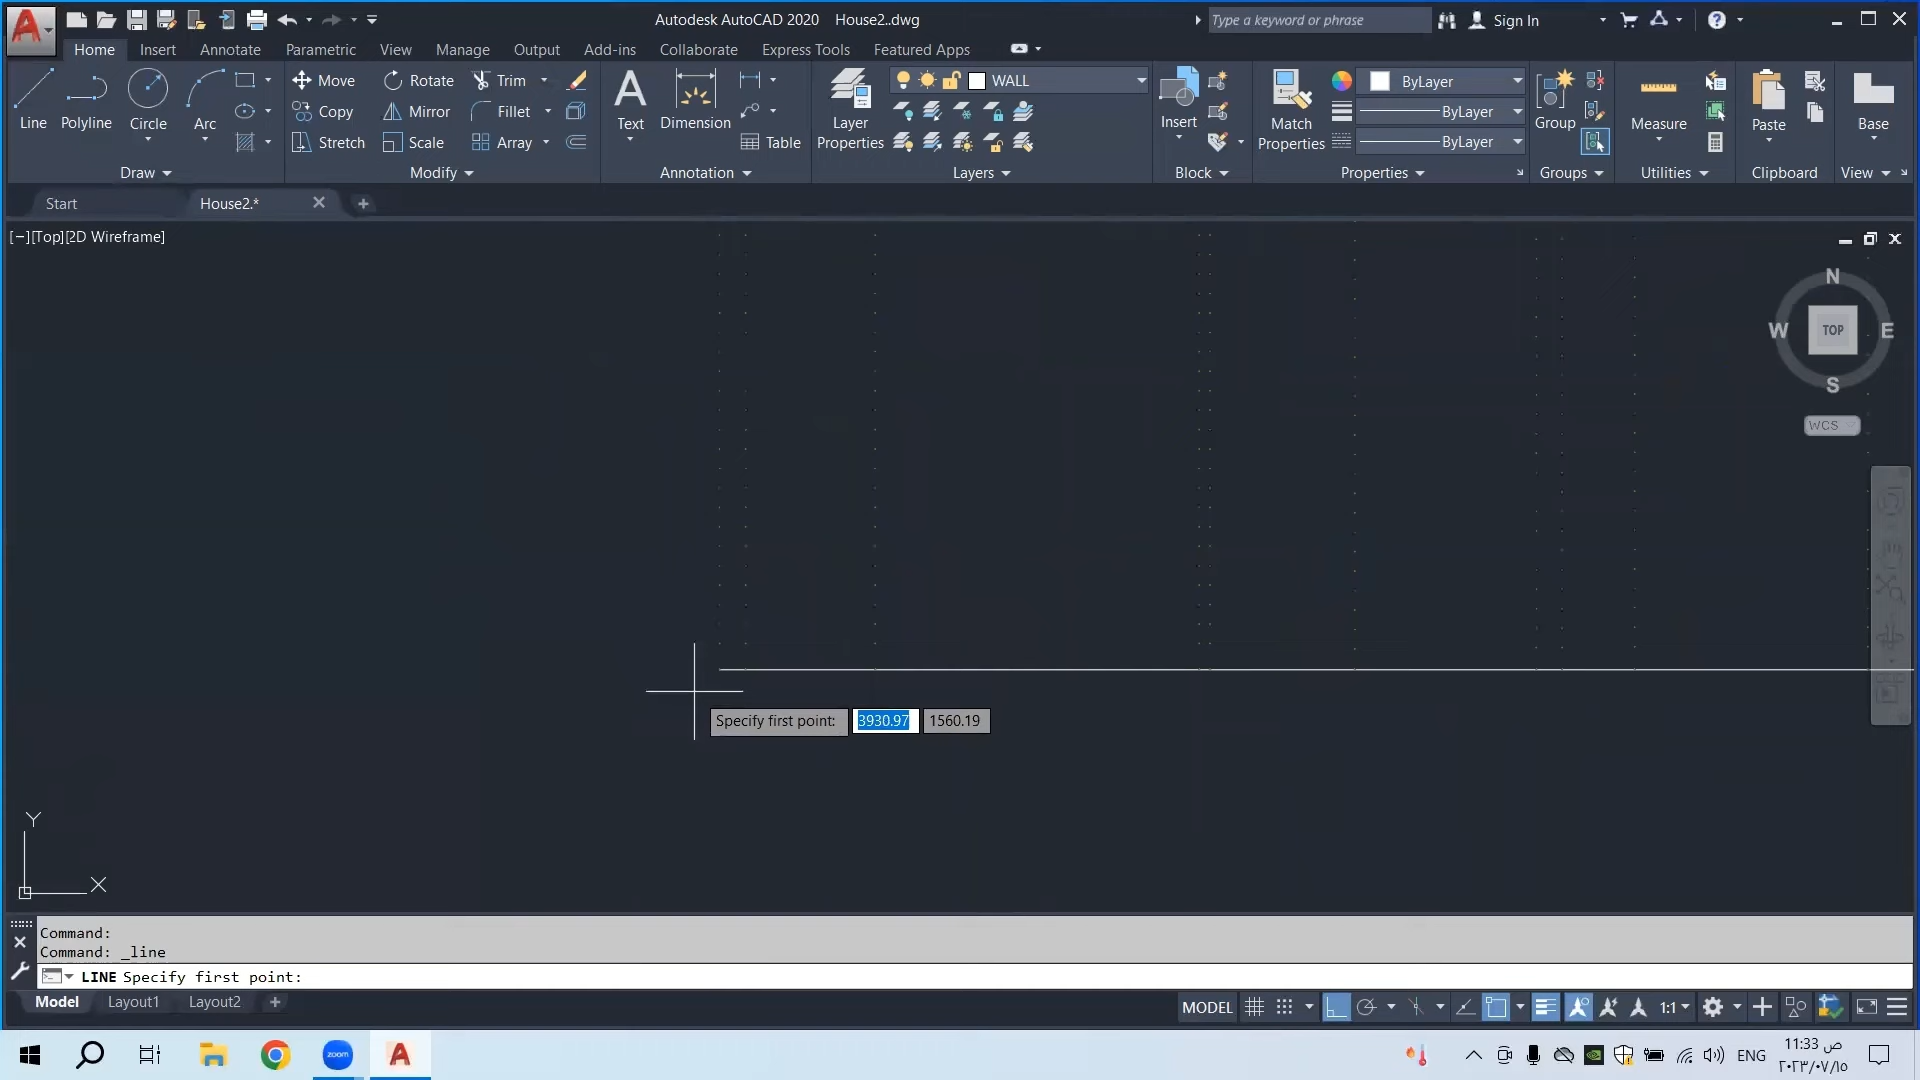 Autodesk AutoCAD 2020 House2..dwg
Type a keyword or phrase
Sign In
Home Insert Annotate Parametric View Manage Output Add-ins Collaborate Express Tools Featured Apps
Line
Polyline
Circle
Arc
Move
Rotate
Trim
Copy
Mirror
Fillet
Stretch
Scale
Array
Text
Dimension
Table
Layer
Properties
WALL
Insert
Match
Properties
ByLayer
ByLayer
ByLayer
Group
Measure
Paste
Base
Draw Modify Annotation Layers Block Properties Groups Utilities Clipboard View
Start House2.*
[−][Top][2D Wireframe]
N
W TOP E
S
WCS
Specify first point: 3930.97 1560.19
Y
X
Command:
Command: _line
LINE Specify first point:
Model Layout1 Layout2
MODEL 1:1
zoom
ENG
11:33 ص
٢٠٢٣/٠٧/١٥